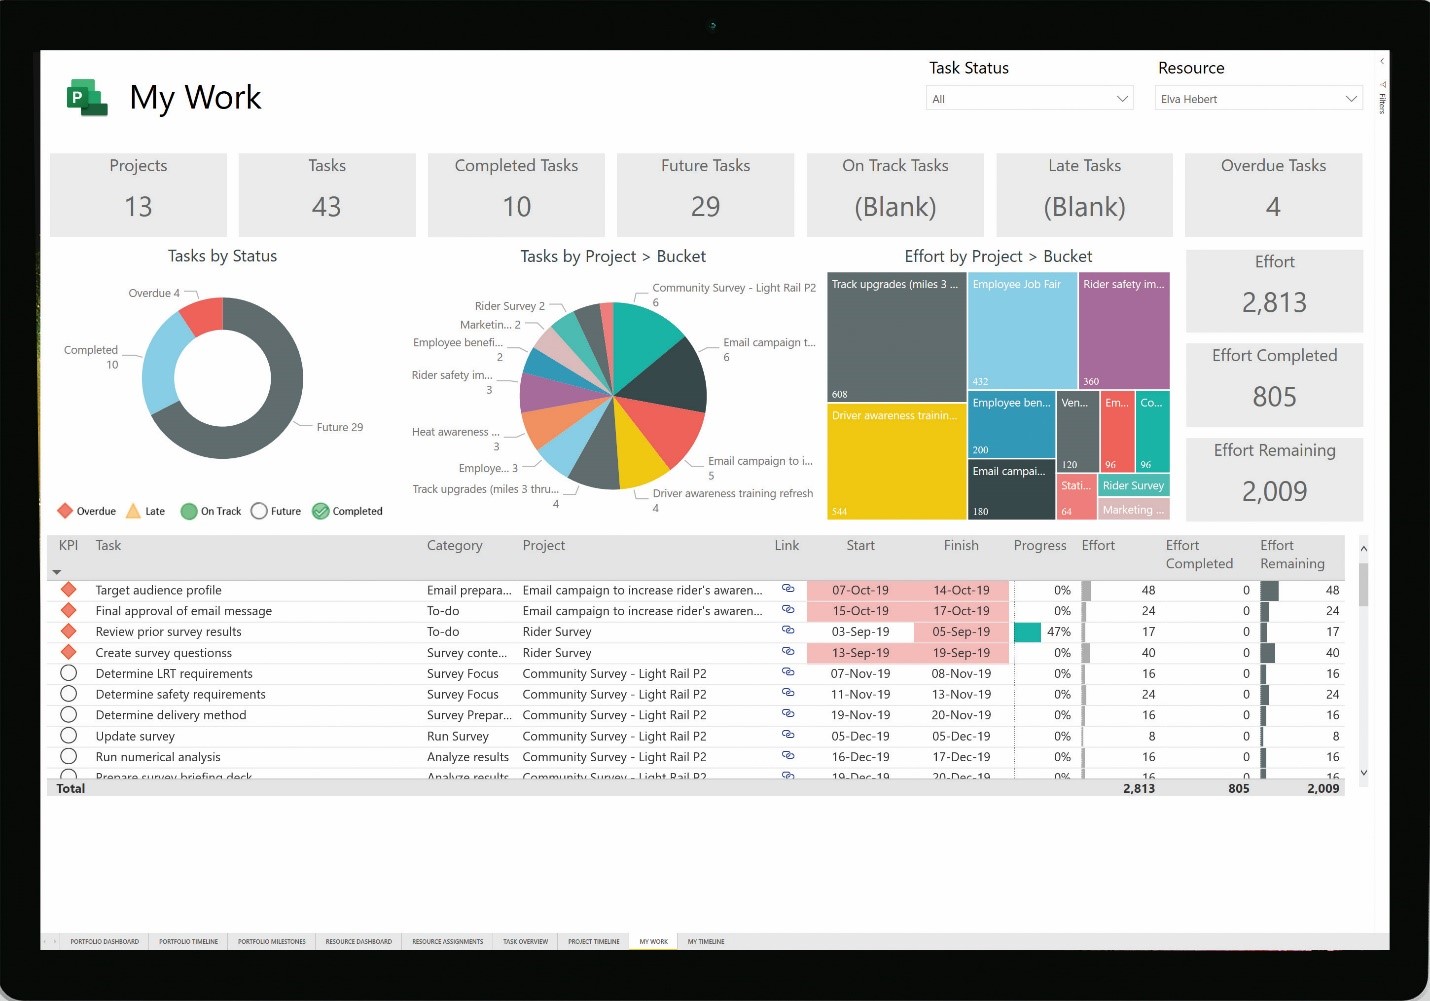 P
My Work
Task Status
All
Resource
Elva Hebert
Filters
Projects
13
Tasks
43
Completed Tasks
10
Future Tasks
29
On Track Tasks
(Blank)
Late Tasks
(Blank)
Overdue Tasks
4
Tasks by Status
Overdue 4
Completed
10
Future 29
Overdue Late On Track Future Completed
Tasks by Project > Bucket
Community Survey - Light Rail P2
6
Email campaign t...
6
Email campaign to i...
5
Driver awareness training refresh
4
Track upgrades (miles 3 thru...
4
Employe... 3
Heat awareness ...
3
Rider safety im...
3
Employee benefi...
2
Marketin... 2
Rider Survey 2
Effort by Project > Bucket
Track upgrades (miles 3 ...
608
Driver awareness trainin...
544
Employee Job Fair
432
Rider safety im...
360
Employee ben...
200
Email campai...
180
Ven...
120
Em...
96
Co...
96
Stati...
64
Rider Survey
Marketing ...
Effort
2,813
Effort Completed
805
Effort Remaining
2,009
KPI Task Category Project Link Start Finish Progress Effort Effort Completed Effort Remaining
Target audience profile Email prepara... Email campaign to increase rider's awaren... 07-Oct-19 14-Oct-19 0% 48 0 48
Final approval of email message To-do Email campaign to increase rider's awaren... 15-Oct-19 17-Oct-19 0% 24 0 24
Review prior survey results To-do Rider Survey 03-Sep-19 05-Sep-19 47% 17 0 17
Create survey questionss Survey conte... Rider Survey 13-Sep-19 19-Sep-19 0% 40 0 40
Determine LRT requirements Survey Focus Community Survey - Light Rail P2 07-Nov-19 08-Nov-19 0% 16 0 16
Determine safety requirements Survey Focus Community Survey - Light Rail P2 11-Nov-19 13-Nov-19 0% 24 0 24
Determine delivery method Survey Prepar... Community Survey - Light Rail P2 19-Nov-19 20-Nov-19 0% 16 0 16
Update survey Run Survey Community Survey - Light Rail P2 05-Dec-19 05-Dec-19 0% 8 0 8
Run numerical analysis Analyze results Community Survey - Light Rail P2 16-Dec-19 17-Dec-19 0% 16 0 16
Prepare survey briefing deck Analyze results Community Survey - Light Rail P2 19-Dec-19 20-Dec-19 0% 16 0 16
Total 2,813 805 2,009
PORTFOLIO DASHBOARD PORTFOLIO TIMELINE PORTFOLIO MILESTONES RESOURCE DASHBOARD RESOURCE ASSIGNMENTS TASK OVERVIEW PROJECT TIMELINE MY WORK MY TIMELINE